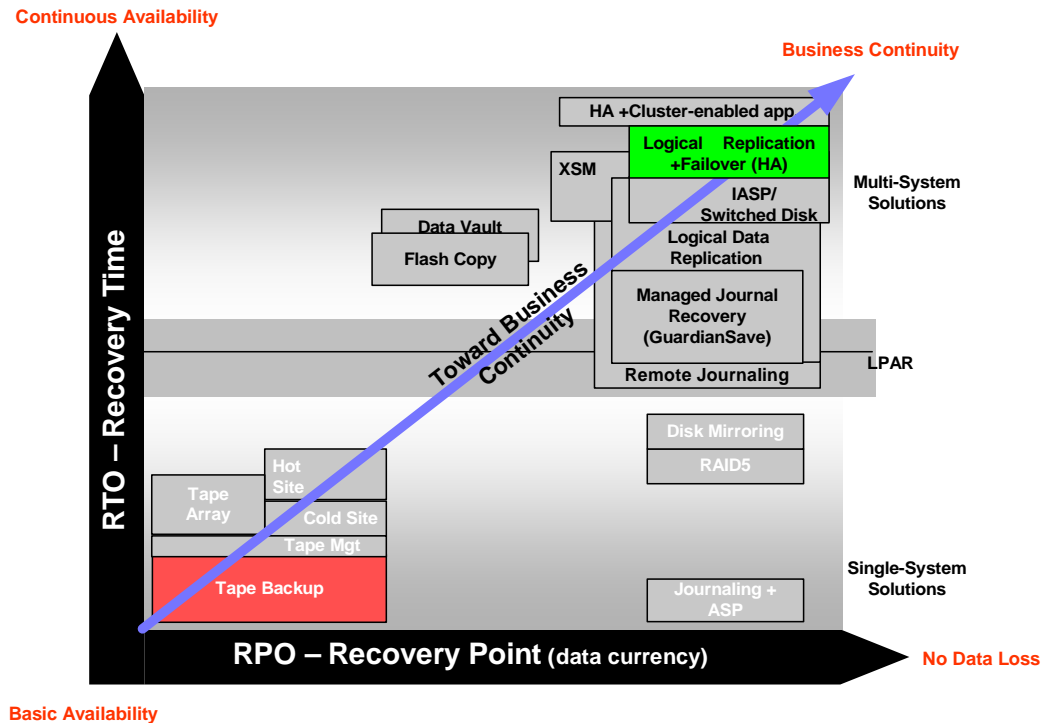 Continuous Availability
Business Continuity
HA +Cluster-enabled app
Logical Replication
+Failover (HA)
XSM
IASP/
Switched Disk
Multi-System
Solutions
Data Vault
Flash Copy
Logical Data
Replication
Managed Journal
Recovery
(GuardianSave)
Toward Business
Continuity
LPAR
Remote Journaling
RTO – Recovery Time
Disk Mirroring
RAID5
Hot
Site
Tape
Array
Cold Site
Tape Mgt
Tape Backup
Journaling +
ASP
Single-System
Solutions
RPO – Recovery Point (data currency)
No Data Loss
Basic Availability